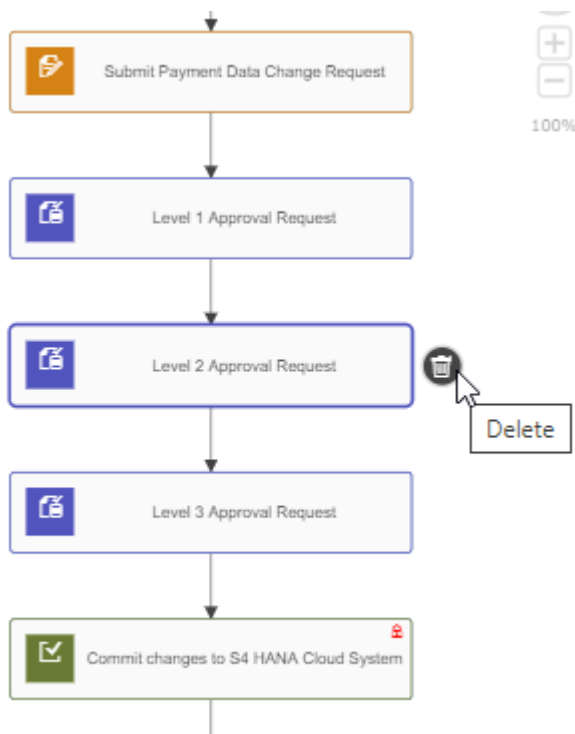 Submit Payment Data Change Request
100%
Level 1 Approval Request
Level 2 Approval Request
Delete
Level 3 Approval Request
Commit changes to S4 HANA Cloud System